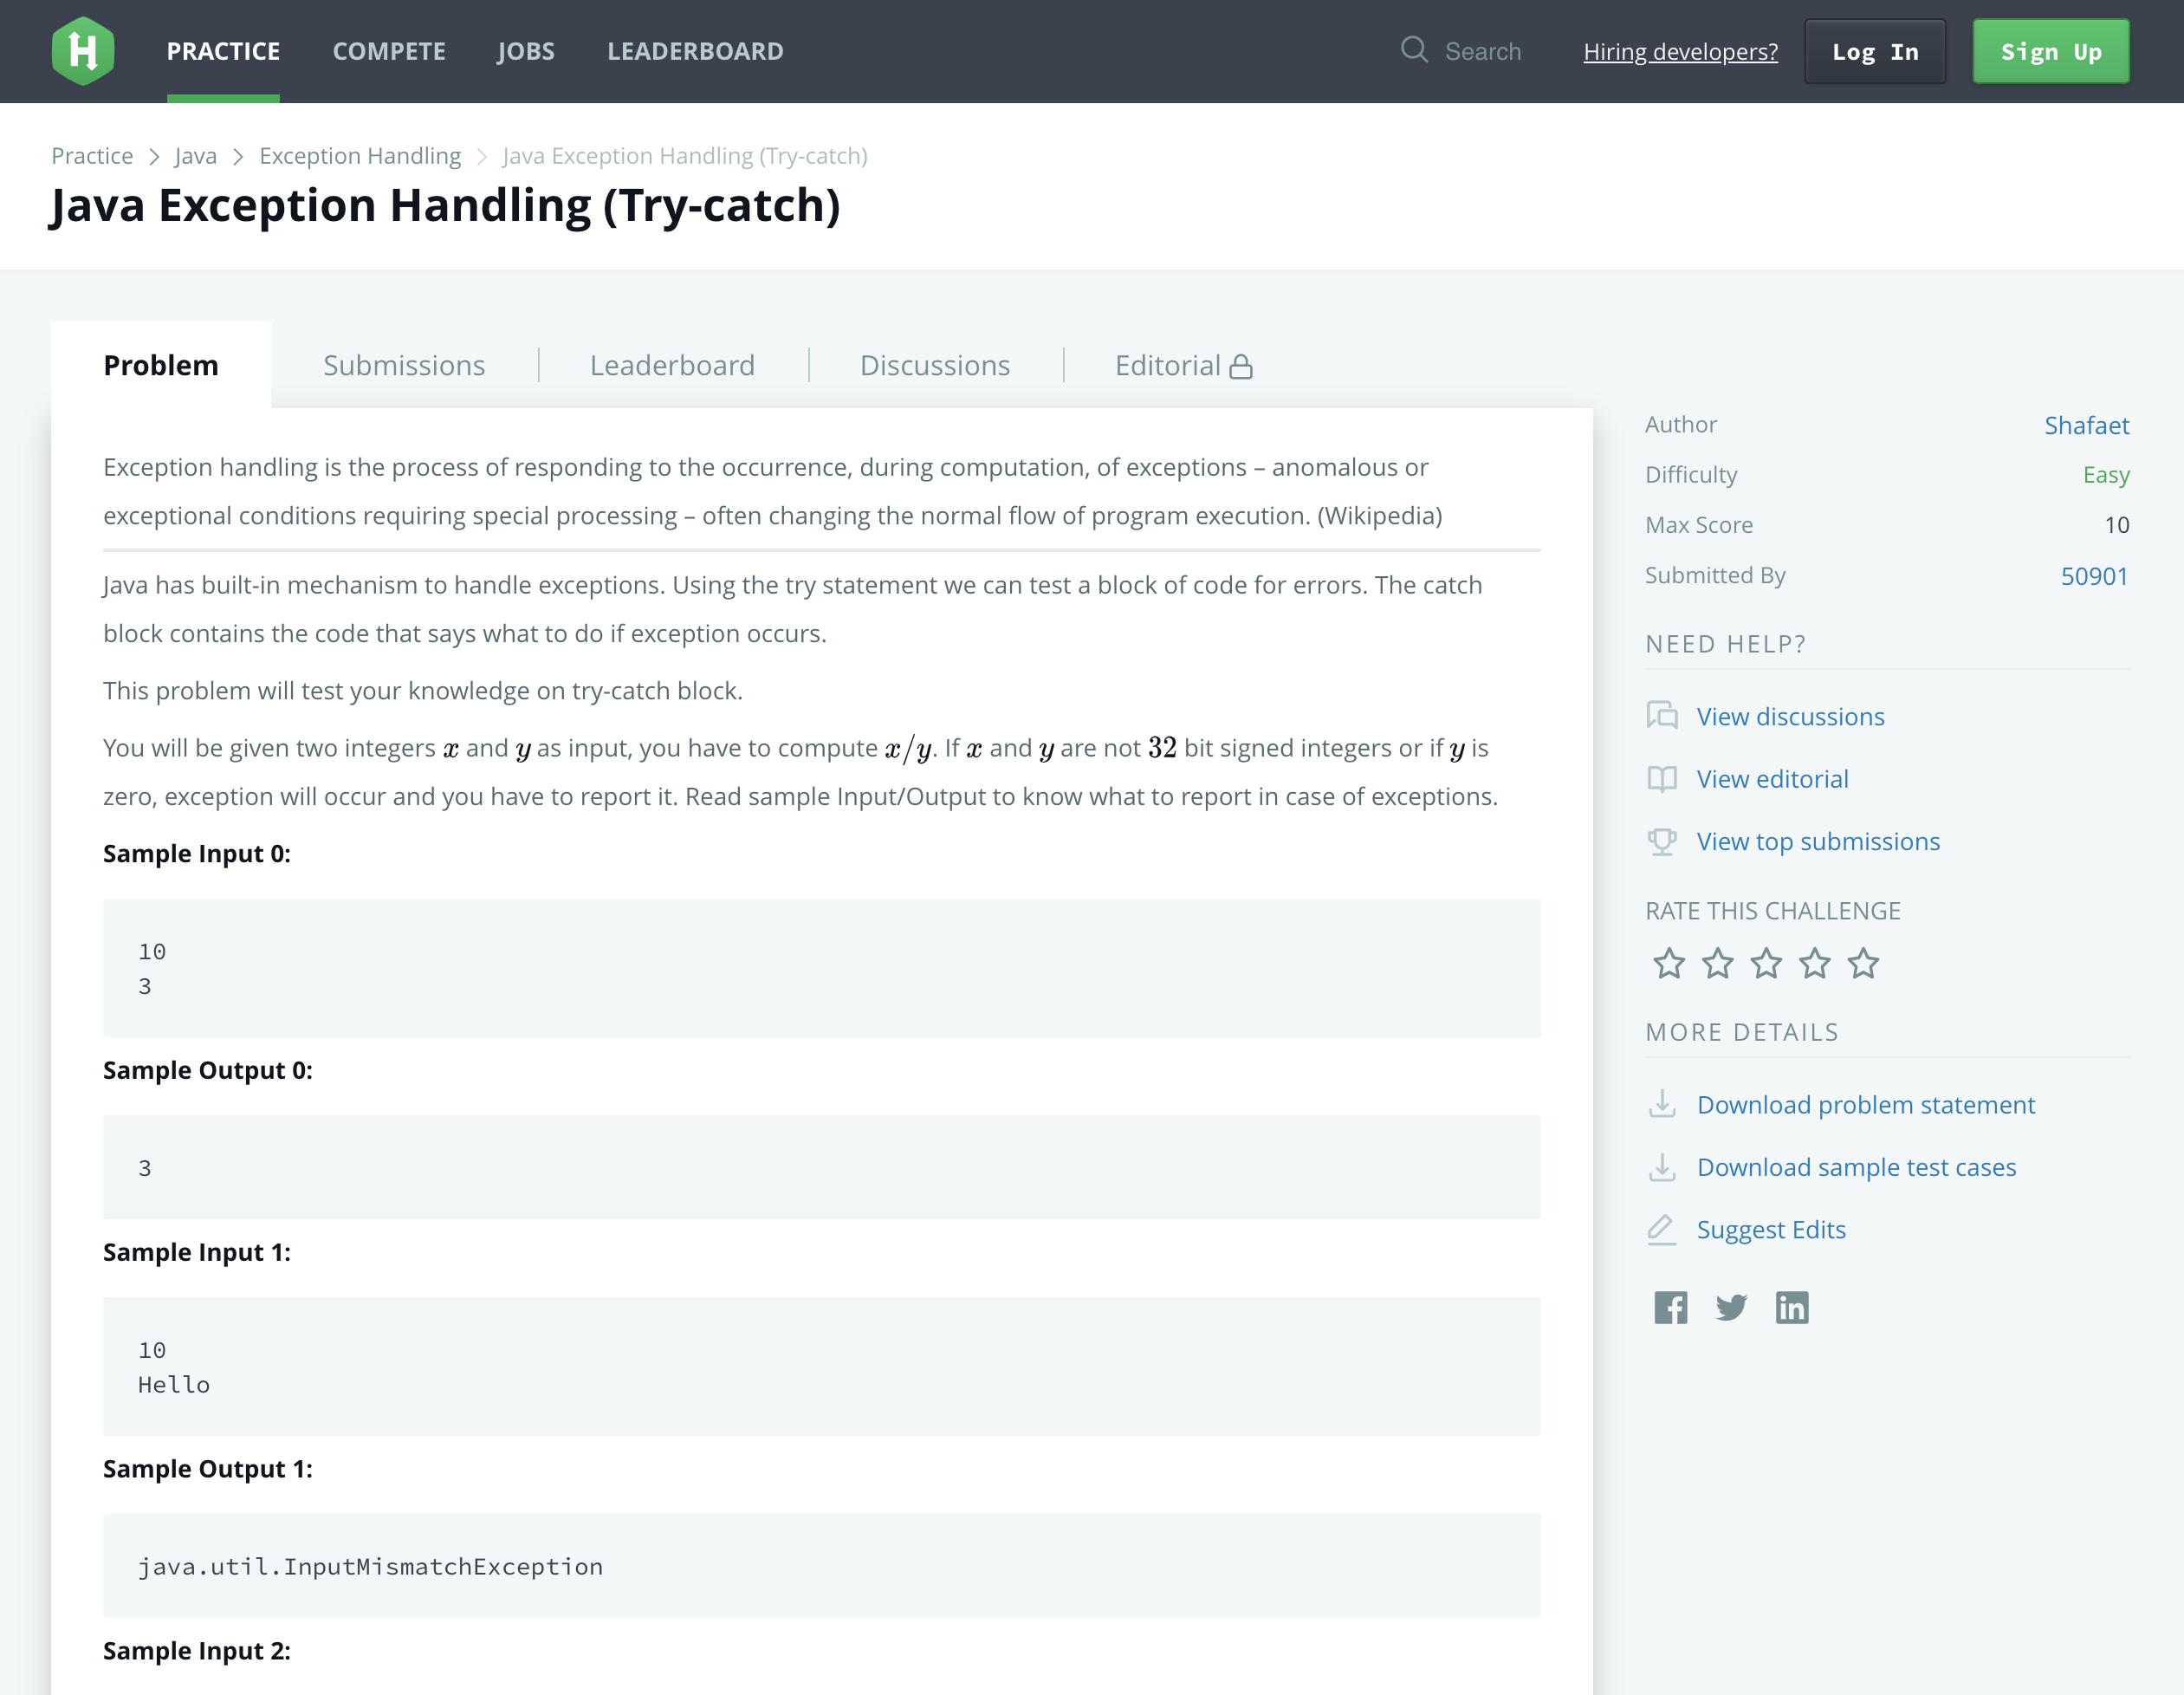 H PRACTICE COMPETE JOBS LEADERBOARD Search Hiring developers? Log In Sign Up
Practice > Java > Exception Handling > Java Exception Handling (Try-catch)
Java Exception Handling (Try-catch)
Problem Submissions Leaderboard Discussions Editorial
Exception handling is the process of responding to the occurrence, during computation, of exceptions – anomalous or
exceptional conditions requiring special processing – often changing the normal flow of program execution. (Wikipedia)
Java has built-in mechanism to handle exceptions. Using the try statement we can test a block of code for errors. The catch
block contains the code that says what to do if exception occurs.
This problem will test your knowledge on try-catch block.
You will be given two integers x and y as input, you have to compute x/y. If x and y are not 32 bit signed integers or if y is
zero, exception will occur and you have to report it. Read sample Input/Output to know what to report in case of exceptions.
Sample Input 0:
10
3
Sample Output 0:
3
Sample Input 1:
10
Hello
Sample Output 1:
java.util.InputMismatchException
Sample Input 2:
Author Shafaet
Difficulty Easy
Max Score 10
Submitted By 50901
NEED HELP?
View discussions
View editorial
View top submissions
RATE THIS CHALLENGE
MORE DETAILS
Download problem statement
Download sample test cases
Suggest Edits